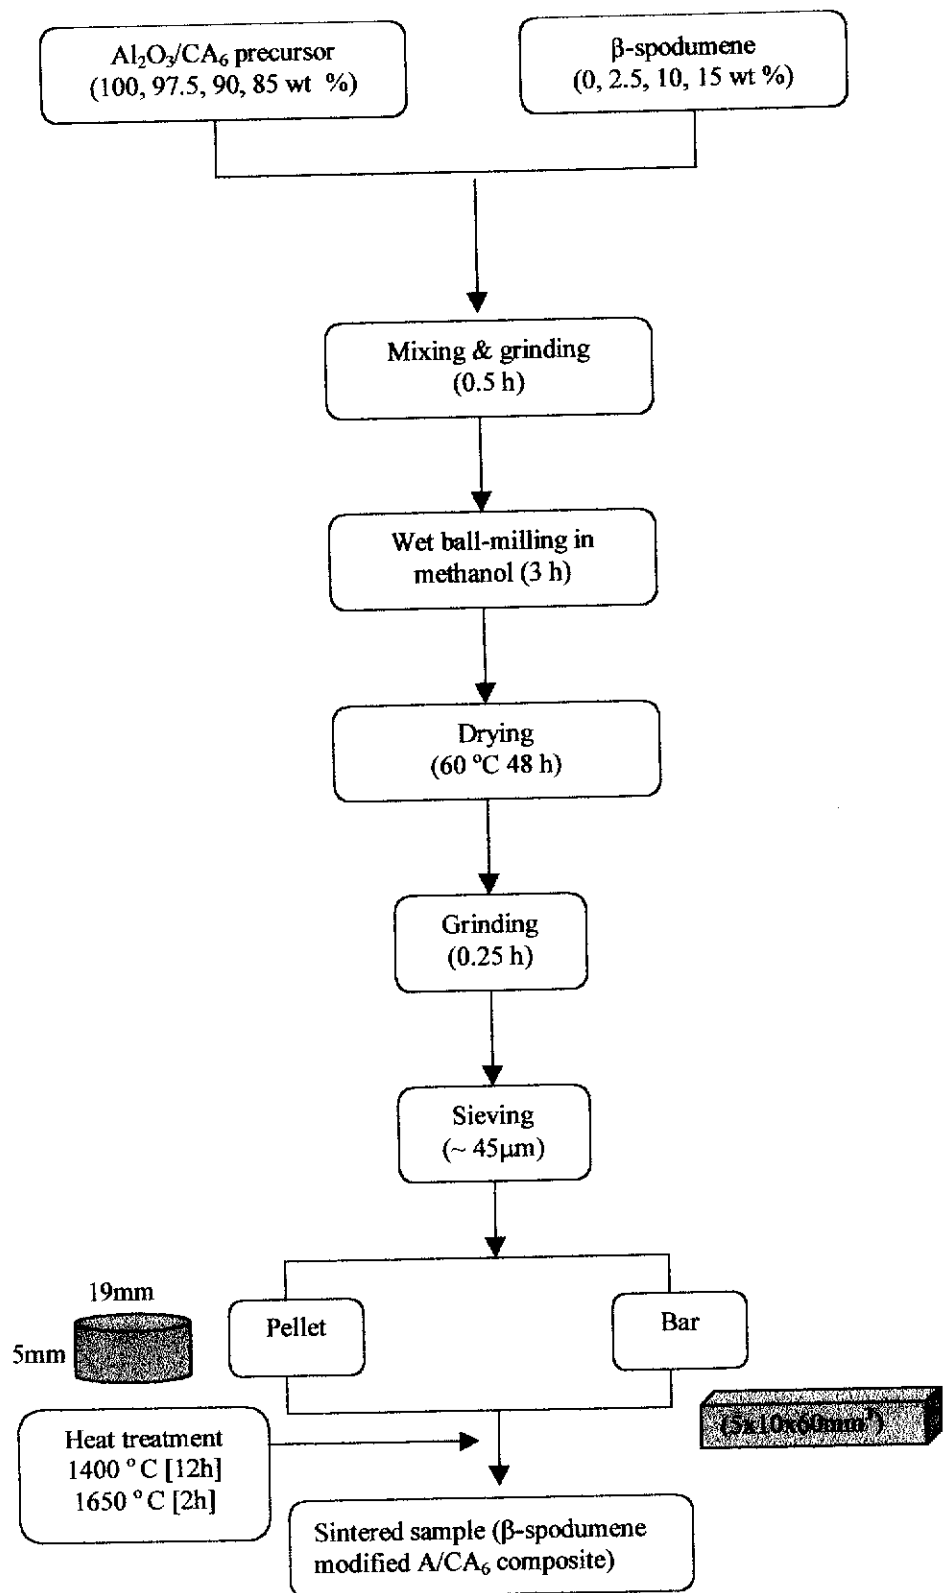 Al₂O₃/CA₆ precursor
(100, 97.5, 90, 85 wt %)
β-spodumene
(0, 2.5, 10, 15 wt %)
Mixing & grinding
(0.5 h)
Wet ball-milling in
methanol (3 h)
Drying
(60 °C 48 h)
Grinding
(0.25 h)
Sieving
(~ 45μm)
19mm
5mm
Pellet
Bar
(5x10x60mm³)
Heat treatment
1400 °C [12h]
1650 °C [2h]
Sintered sample (β-spodumene
modified A/CA₆ composite)